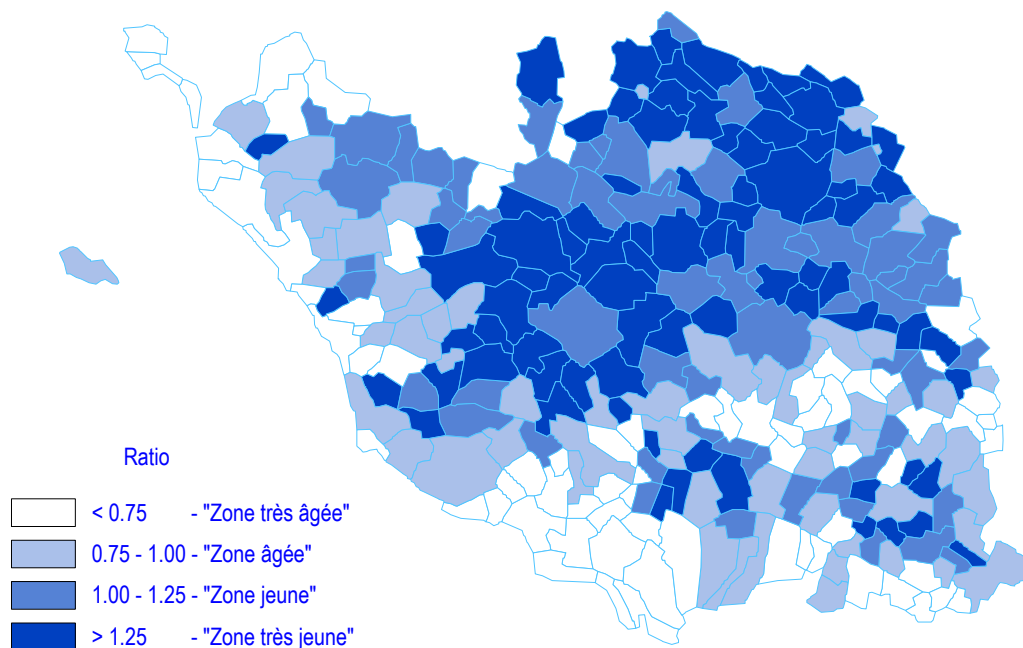 Ratio
< 0.75 - "Zone très âgée"
0.75 - 1.00 - "Zone âgée"
1.00 - 1.25 - "Zone jeune"
> 1.25 - "Zone très jeune"